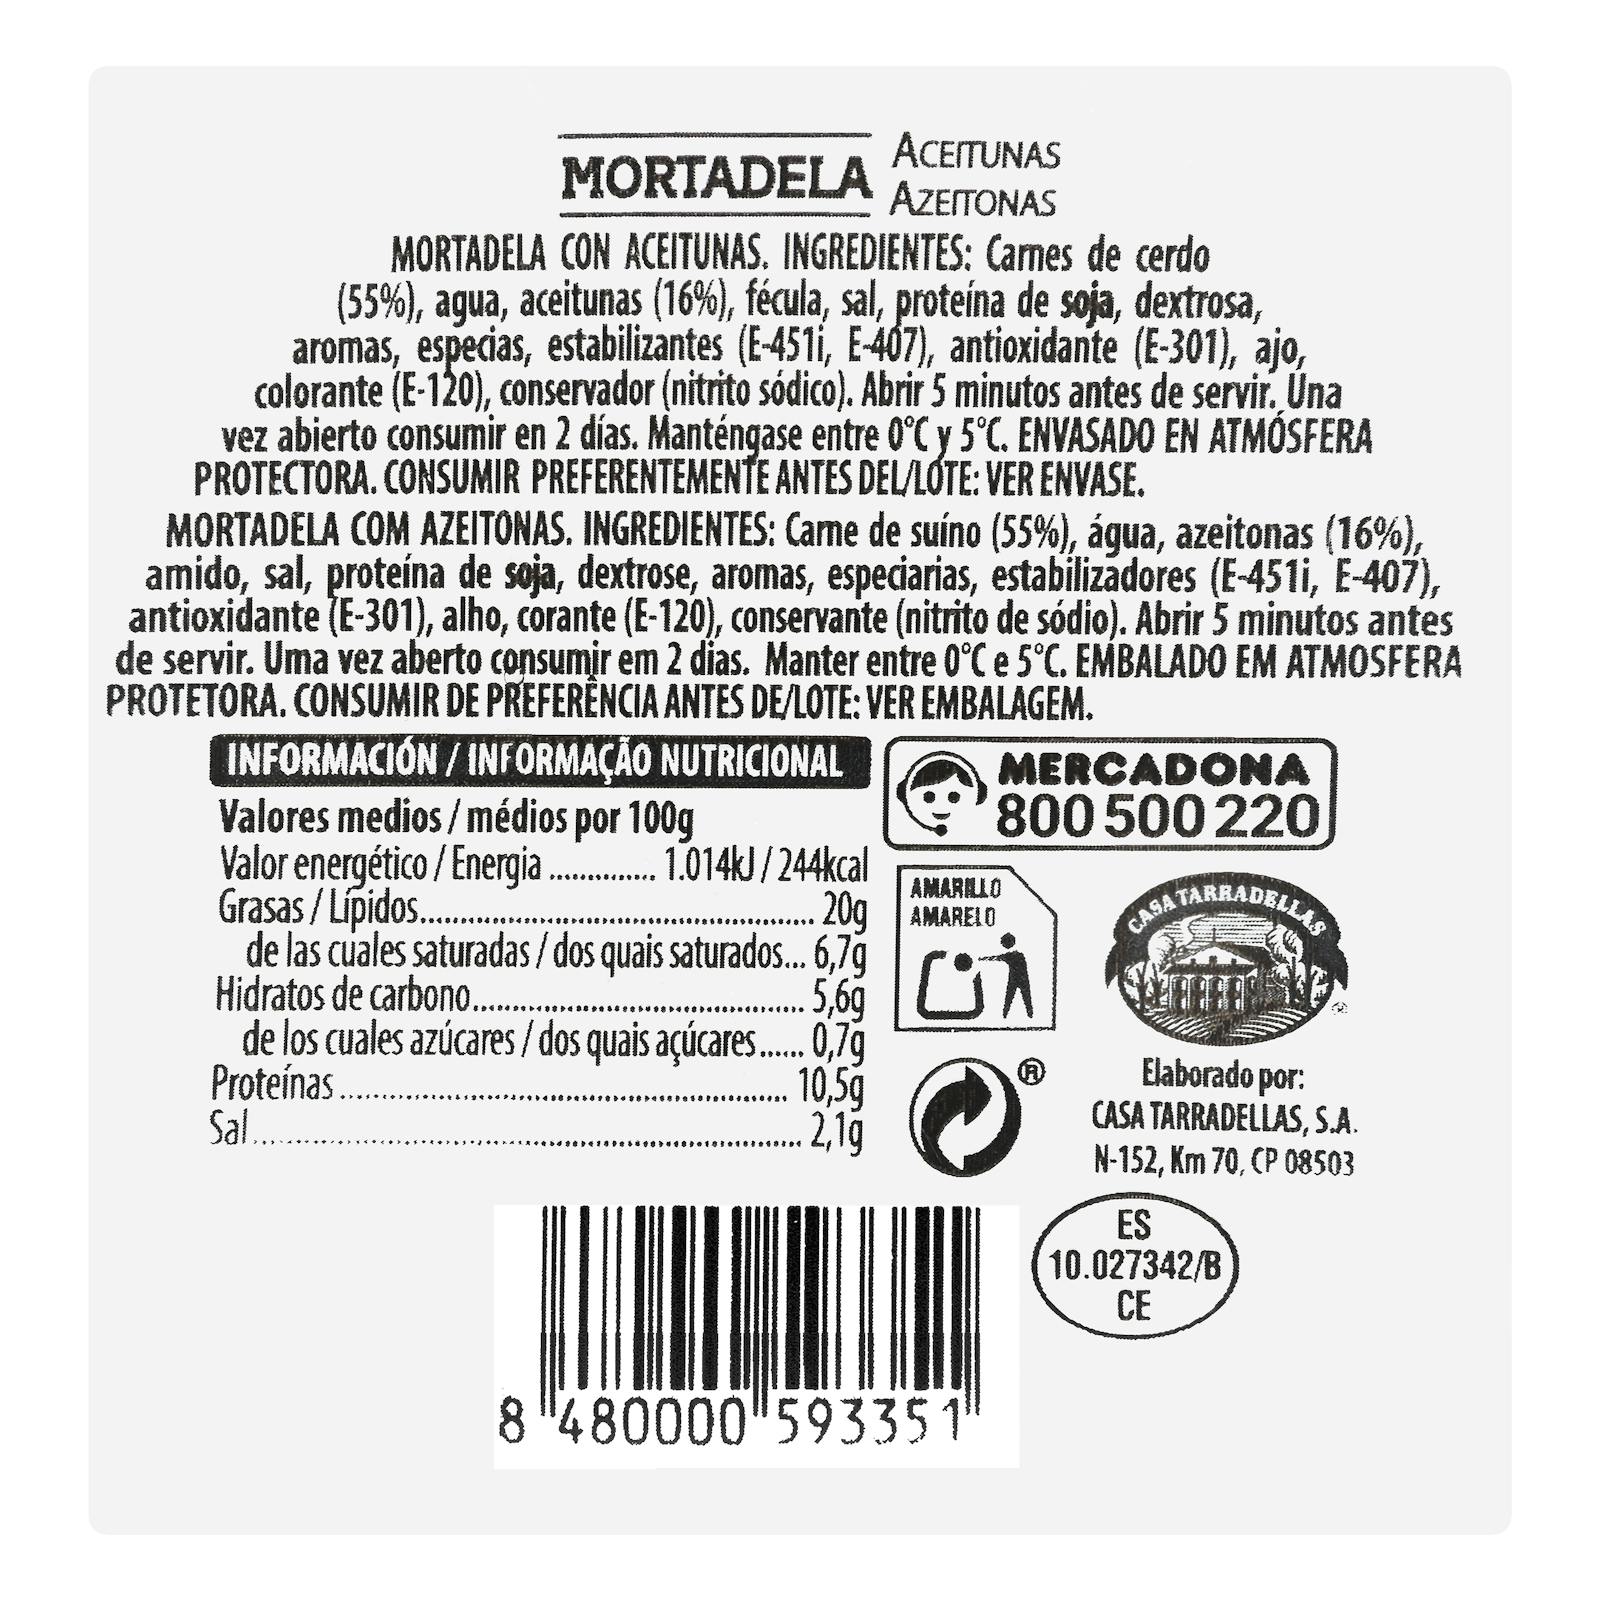 MORTADELA ACEITUNAS
AZEITONAS
MORTADELA CON ACEITUNAS. INGREDIENTES: Carnes de cerdo
(55%), agua, aceitunas (16%), fécula, sal, proteína de soja, dextrosa,
aromas, especias, estabilizantes (E-451i, E-407), antioxidante (E-301), ajo,
colorante (E-120), conservador (nitrito sódico). Abrir 5 minutos antes de servir. Una
vez abierto consumir en 2 días. Manténgase entre 0°C y 5°C. ENVASADO EN ATMÓSFERA
PROTECTORA. CONSUMIR PREFERENTEMENTE ANTES DEL/LOTE: VER ENVASE.
MORTADELA COM AZEITONAS. INGREDIENTES: Carne de suíno (55%), água, azeitonas (16%),
amido, sal, proteína de soja, dextrose, aromas, especiarias, estabilizadores (E-451i, E-407),
antioxidante (E-301), alho, corante (E-120), conservante (nitrito de sódio). Abrir 5 minutos antes
de servir. Uma vez aberto consumir em 2 dias. Manter entre 0°C e 5°C. EMBALADO EM ATMOSFERA
PROTETORA. CONSUMIR DE PREFERÊNCIA ANTES DE/LOTE: VER EMBALAGEM.
INFORMACIÓN / INFORMAÇÃO NUTRICIONAL
Valores medios / médios por 100g
Valor energético / Energia .............. 1.014kJ / 244kcal
Grasas / Lípidos........................ 20g
de las cuales saturadas / dos quais saturados... 6,7g
Hidratos de carbono.................... 5,6g
de los cuales azúcares / dos quais açúcares...... 0,7g
Proteínas ........................ 10,5g
Sal........................ 2,1g
MERCADONA
800 500 220
AMARILLO
AMARELO
CASA TARRADELLAS
®
®
Elaborado por:
CASA TARRADELLAS, S.A.
N-152, Km 70, CP 08503
ES
10.027342/B
CE
8 480000 593351